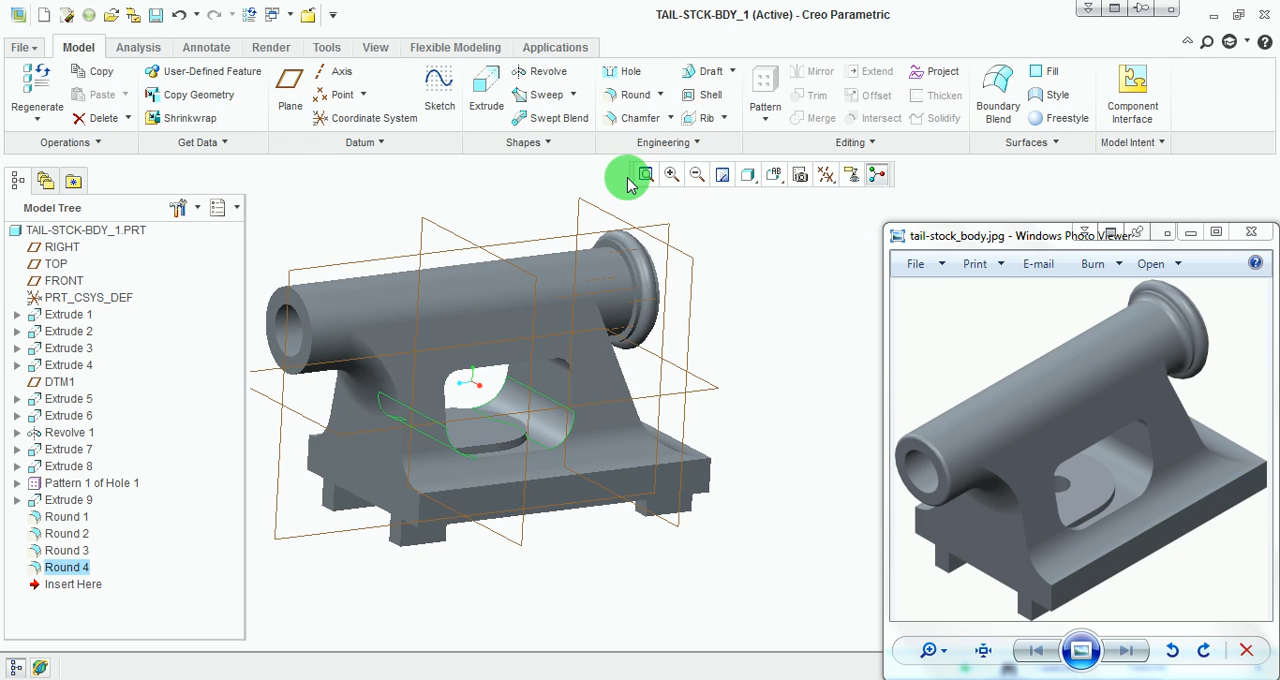 TAIL-STCK-BDY_1 (Active) - Creo Parametric
File Model Analysis Annotate Render Tools View Flexible Modeling Applications
Regenerate
Copy
Paste
Delete
Operations
User-Defined Feature
Copy Geometry
Shrinkwrap
Get Data
Plane
Axis
Point
Coordinate System
Sketch
Datum
Extrude
Revolve
Sweep
Swept Blend
Shapes
Hole
Round
Chamfer
Draft
Shell
Rib
Engineering
Pattern
Mirror
Trim
Merge
Extend
Offset
Intersect
Project
Thicken
Solidify
Editing
Boundary
Blend
Fill
Style
Freestyle
Surfaces
Component
Interface
Model Intent
Model Tree
TAIL-STCK-BDY_1.PRT
RIGHT
TOP
FRONT
PRT_CSYS_DEF
Extrude 1
Extrude 2
Extrude 3
Extrude 4
DTM1
Extrude 5
Extrude 6
Revolve 1
Extrude 7
Extrude 8
Pattern 1 of Hole 1
Extrude 9
Round 1
Round 2
Round 3
Round 4
Insert Here
tail-stock_body.jpg - Windows Photo Viewer
File Print E-mail Burn Open